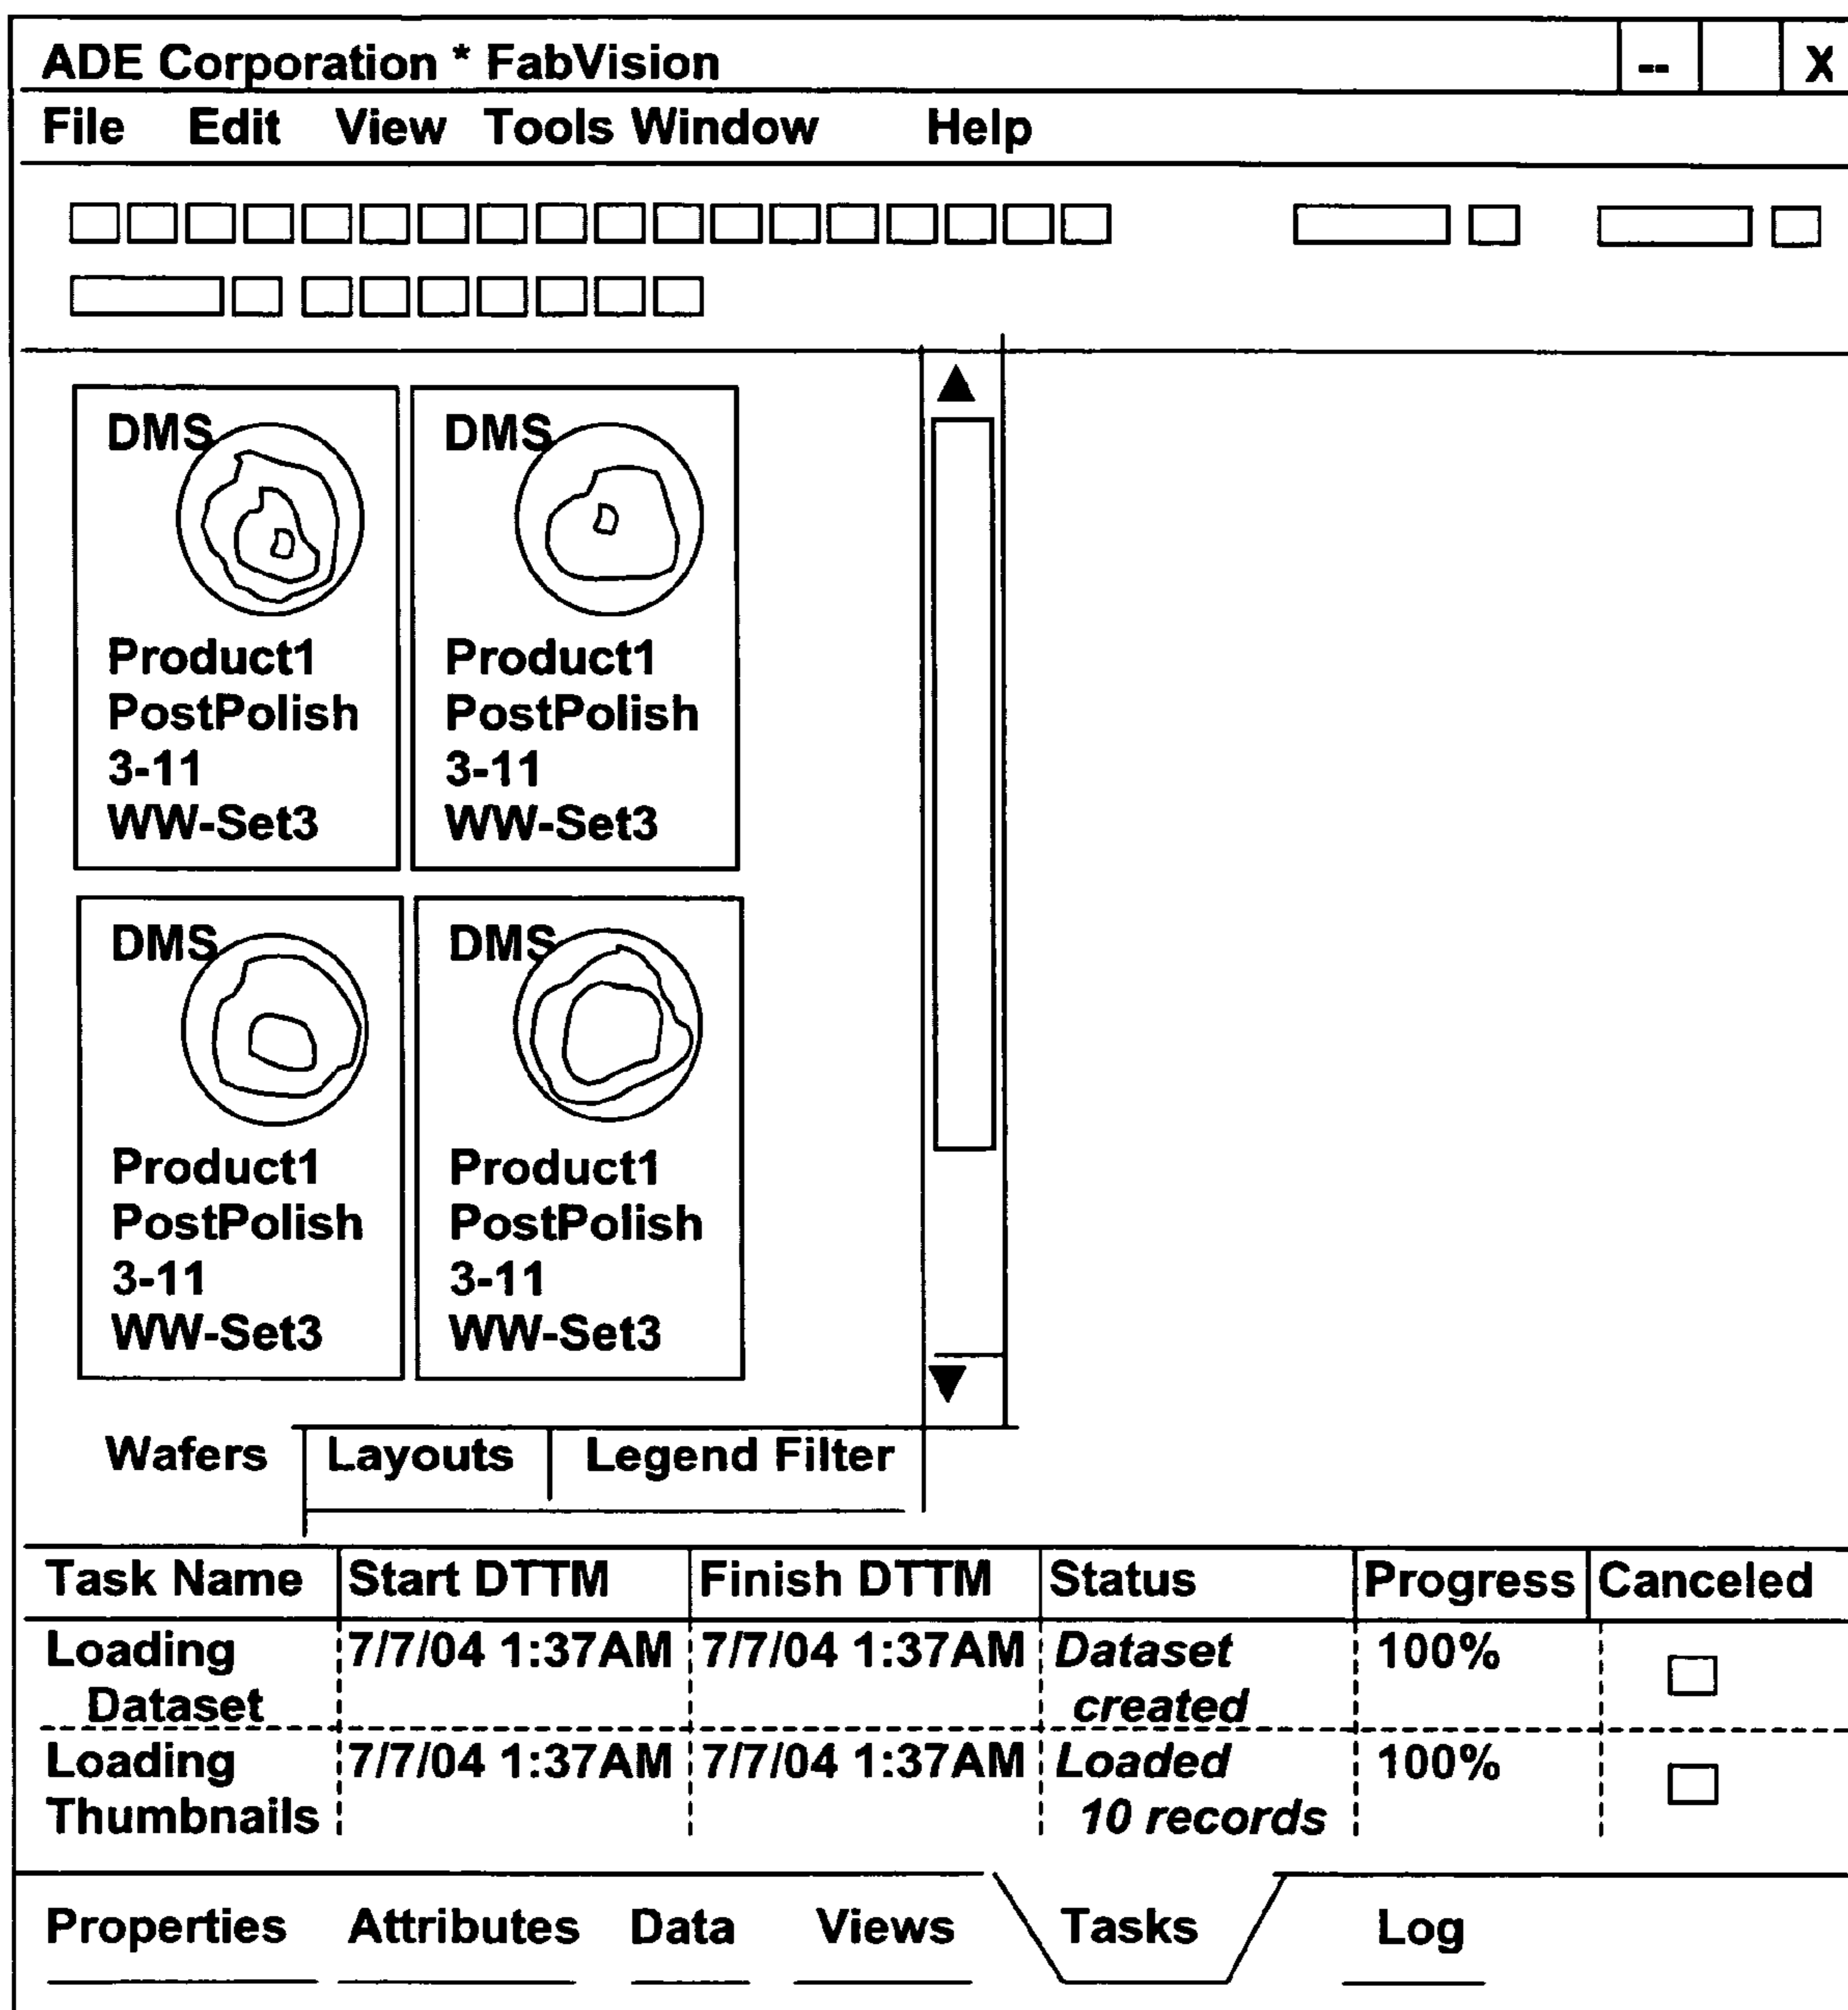 ADE Corporation * FabVision -- X
File Edit View Tools Window Help
DMS DMS
Product1 Product1
PostPolish PostPolish
3-11 3-11
WW-Set3 WW-Set3
DMS DMS
Product1 Product1
PostPolish PostPolish
3-11 3-11
WW-Set3 WW-Set3
Wafers Layouts Legend Filter
Task Name Start DTTM Finish DTTM Status Progress Canceled
Loading 7/7/04 1:37AM 7/7/04 1:37AM Dataset 100%
Dataset created
Loading 7/7/04 1:37AM 7/7/04 1:37AM Loaded 100%
Thumbnails 10 records
Properties Attributes Data Views Tasks Log